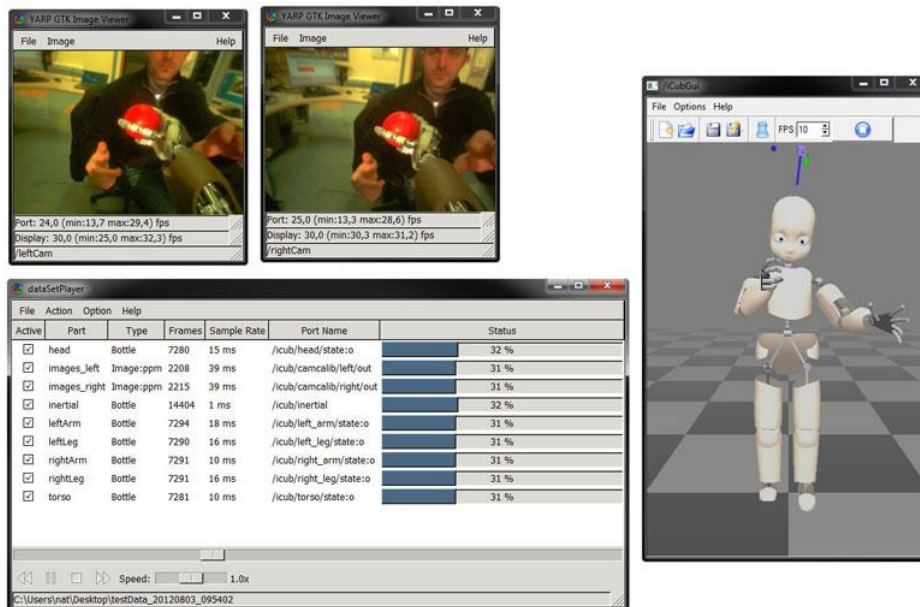 YARP GTK Image Viewer
File Image Help
Port: 24,0 (min:13,7 max:29,4) fps
Display: 30,0 (min:25,0 max:32,3) fps
/leftCam
YARP GTK Image Viewer
File Image Help
Port: 25,0 (min:13,3 max:28,6) fps
Display: 30,0 (min:30,3 max:31,2) fps
/rightCam
/iCubGui
File Options Help
FPS: 10
dataSetPlayer
File Action Option Help
Active Part Type Frames Sample Rate Port Name Status
head Bottle 7280 15 ms /icub/head/state:o 32 %
images_left Image:ppm 2208 39 ms /icub/camcalib/left/out 31 %
images_right Image:ppm 2215 39 ms /icub/camcalib/right/out 31 %
inertial Bottle 14404 1 ms /icub/inertial 32 %
leftArm Bottle 7294 18 ms /icub/left_arm/state:o 31 %
leftLeg Bottle 7290 16 ms /icub/left_leg/state:o 31 %
rightArm Bottle 7291 10 ms /icub/right_arm/state:o 31 %
rightLeg Bottle 7291 16 ms /icub/right_leg/state:o 31 %
torso Bottle 7281 10 ms /icub/torso/state:o 31 %
Speed: 1.0x
C:\Users\nat\Desktop\testData_20120803_095402